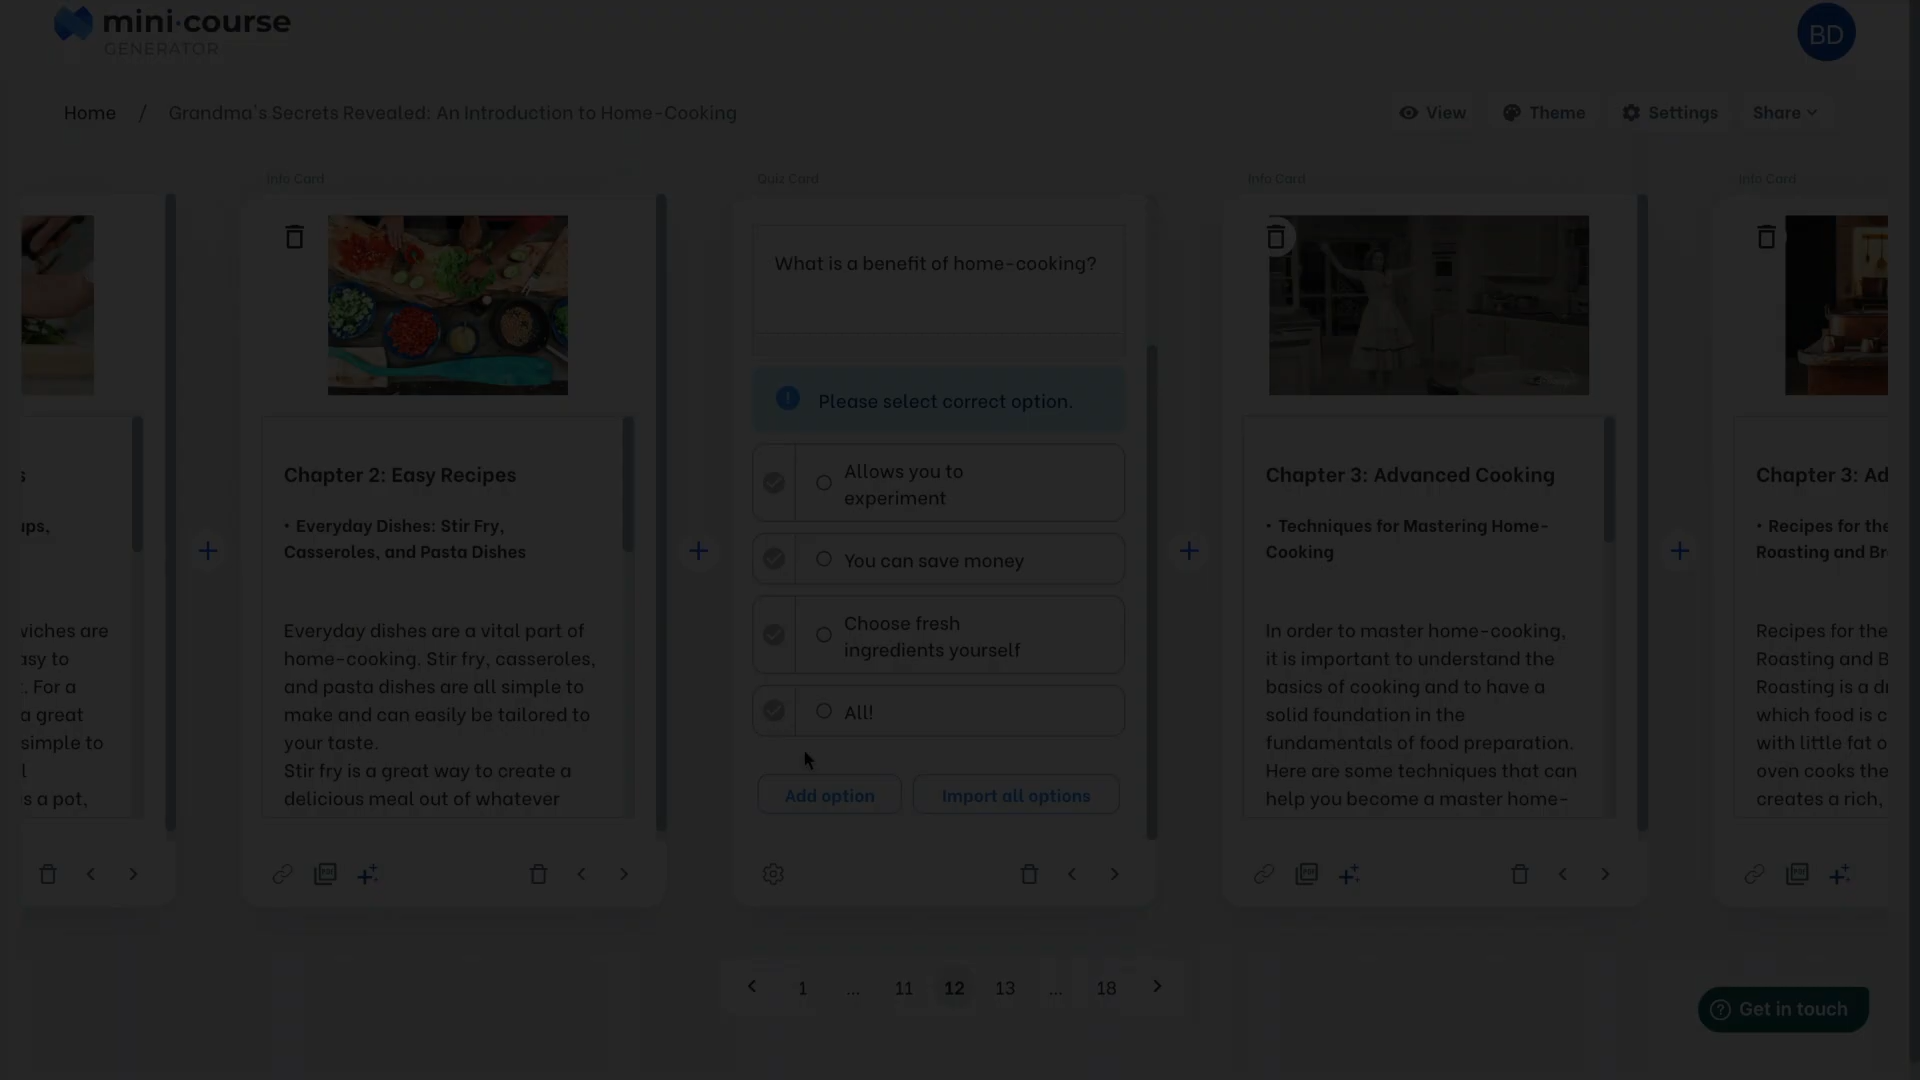 mini·course
GENERATOR
BD
Home / Grandma's Secrets Revealed: An Introduction to Home-Cooking
View
Theme
Settings
Share
ups,
wiches are
asy to
. For a
a great
simple to
l
s a pot,
Info Card
Chapter 2: Easy Recipes
• Everyday Dishes: Stir Fry,
Casseroles, and Pasta Dishes
Everyday dishes are a vital part of
home-cooking. Stir fry, casseroles,
and pasta dishes are all simple to
make and can easily be tailored to
your taste.
Stir fry is a great way to create a
delicious meal out of whatever
PDF
Quiz Card
What is a benefit of home-cooking?
Please select correct option.
Allows you to
experiment
You can save money
Choose fresh
ingredients yourself
All!
Add option
Import all options
Info Card
Chapter 3: Advanced Cooking
• Techniques for Mastering Home-
Cooking
In order to master home-cooking,
it is important to understand the
basics of cooking and to have a
solid foundation in the
fundamentals of food preparation.
Here are some techniques that can
help you become a master home-
PDF
Info Card
Chapter 3: Ad
• Recipes for the
Roasting and Br
Recipes for the
Roasting and B
Roasting is a dr
which food is c
with little fat o
oven cooks the
creates a rich,
PDF
1 ... 11 12 13 ... 18
Get in touch